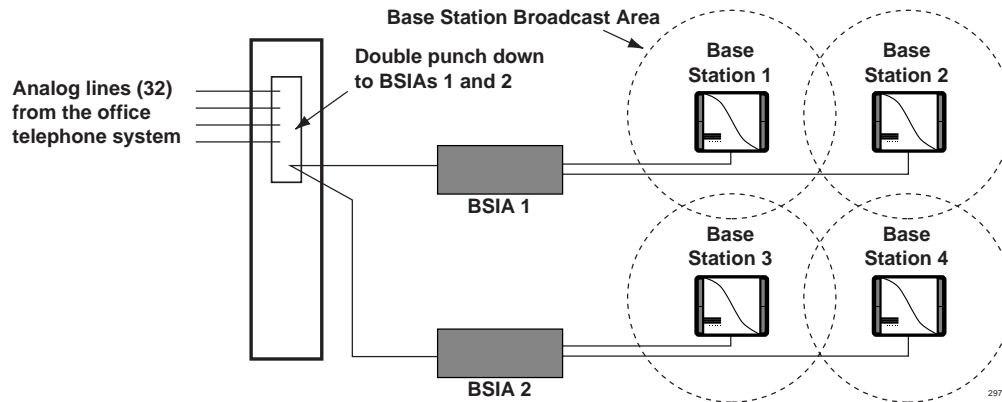 Base Station Broadcast Area
Analog lines (32)
from the office
telephone system
Double punch down
to BSIAs 1 and 2
Base
Station 1
Base
Station 2
BSIA 1
Base
Station 3
Base
Station 4
BSIA 2
297